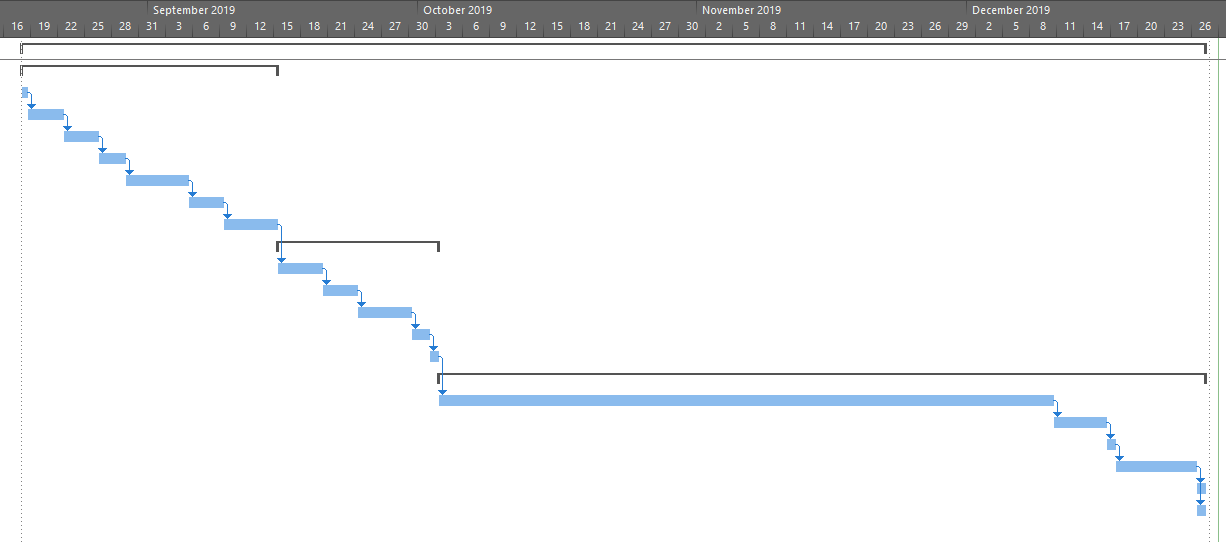 September 2019 October 2019 November 2019 December 2019
16 19 22 25 28 31 3 6 9 12 15 18 21 24 27 30 3 6 9 12 15 18 21 24 27 30 2 5 8 11 14 17 20 23 26 29 2 5 8 11 14 17 20 23 26